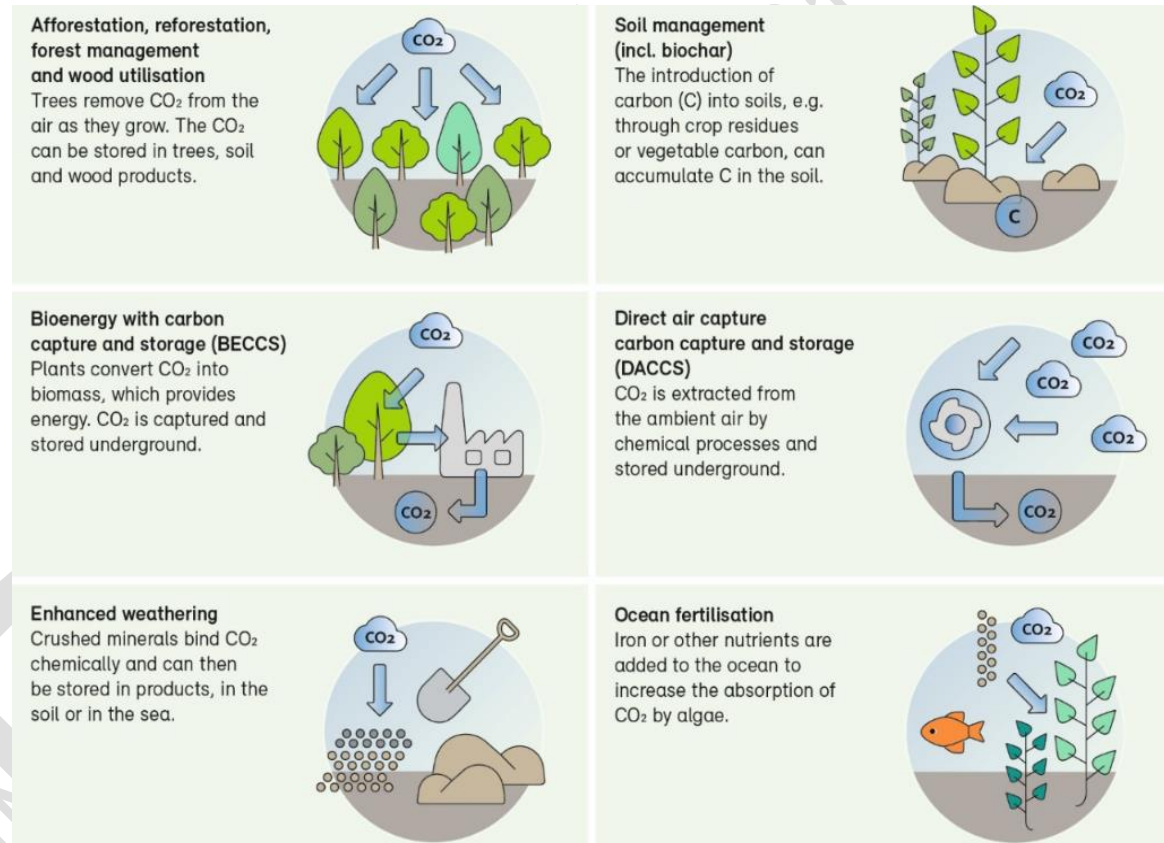 Afforestation, reforestation,
forest management
and wood utilisation
Trees remove CO₂ from the
air as they grow. The CO₂
can be stored in trees, soil
and wood products.
CO₂
Soil management
(incl. biochar)
The introduction of
carbon (C) into soils, e.g.
through crop residues
or vegetable carbon, can
accumulate C in the soil.
CO₂
C
Bioenergy with carbon
capture and storage (BECCS)
Plants convert CO₂ into
biomass, which provides
energy. CO₂ is captured and
stored underground.
CO₂
CO₂
Direct air capture
carbon capture and storage
(DACCS)
CO₂ is extracted from
the ambient air by
chemical processes and
stored underground.
CO₂
CO₂
CO₂
CO₂
Enhanced weathering
Crushed minerals bind CO₂
chemically and can then
be stored in products, in the
soil or in the sea.
CO₂
Ocean fertilisation
Iron or other nutrients are
added to the ocean to
increase the absorption of
CO₂ by algae.
CO₂